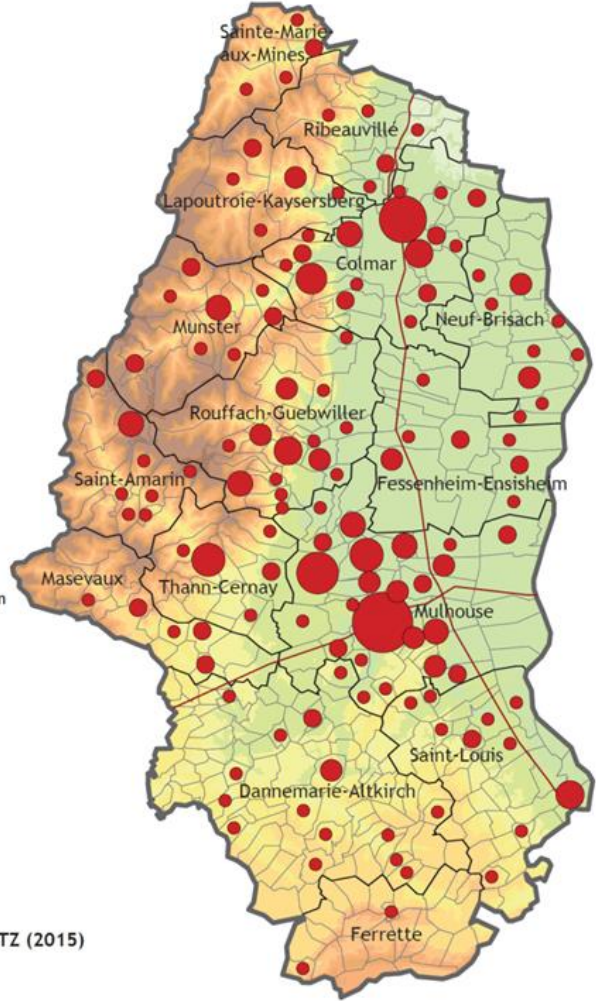 Sainte-Marie-
aux-Mines
Ribeauvillé
Lapoutroie-Kaysersberg
Colmar
Neuf-Brisach
Munster
Rouffach-Guebwiller
Saint-Amarin
Fessenheim-Ensisheim
Masevaux
Thann-Cernay
Mulhouse
Saint-Louis
Dannemarie-Altkirch
Ferrette
TZ (2015)